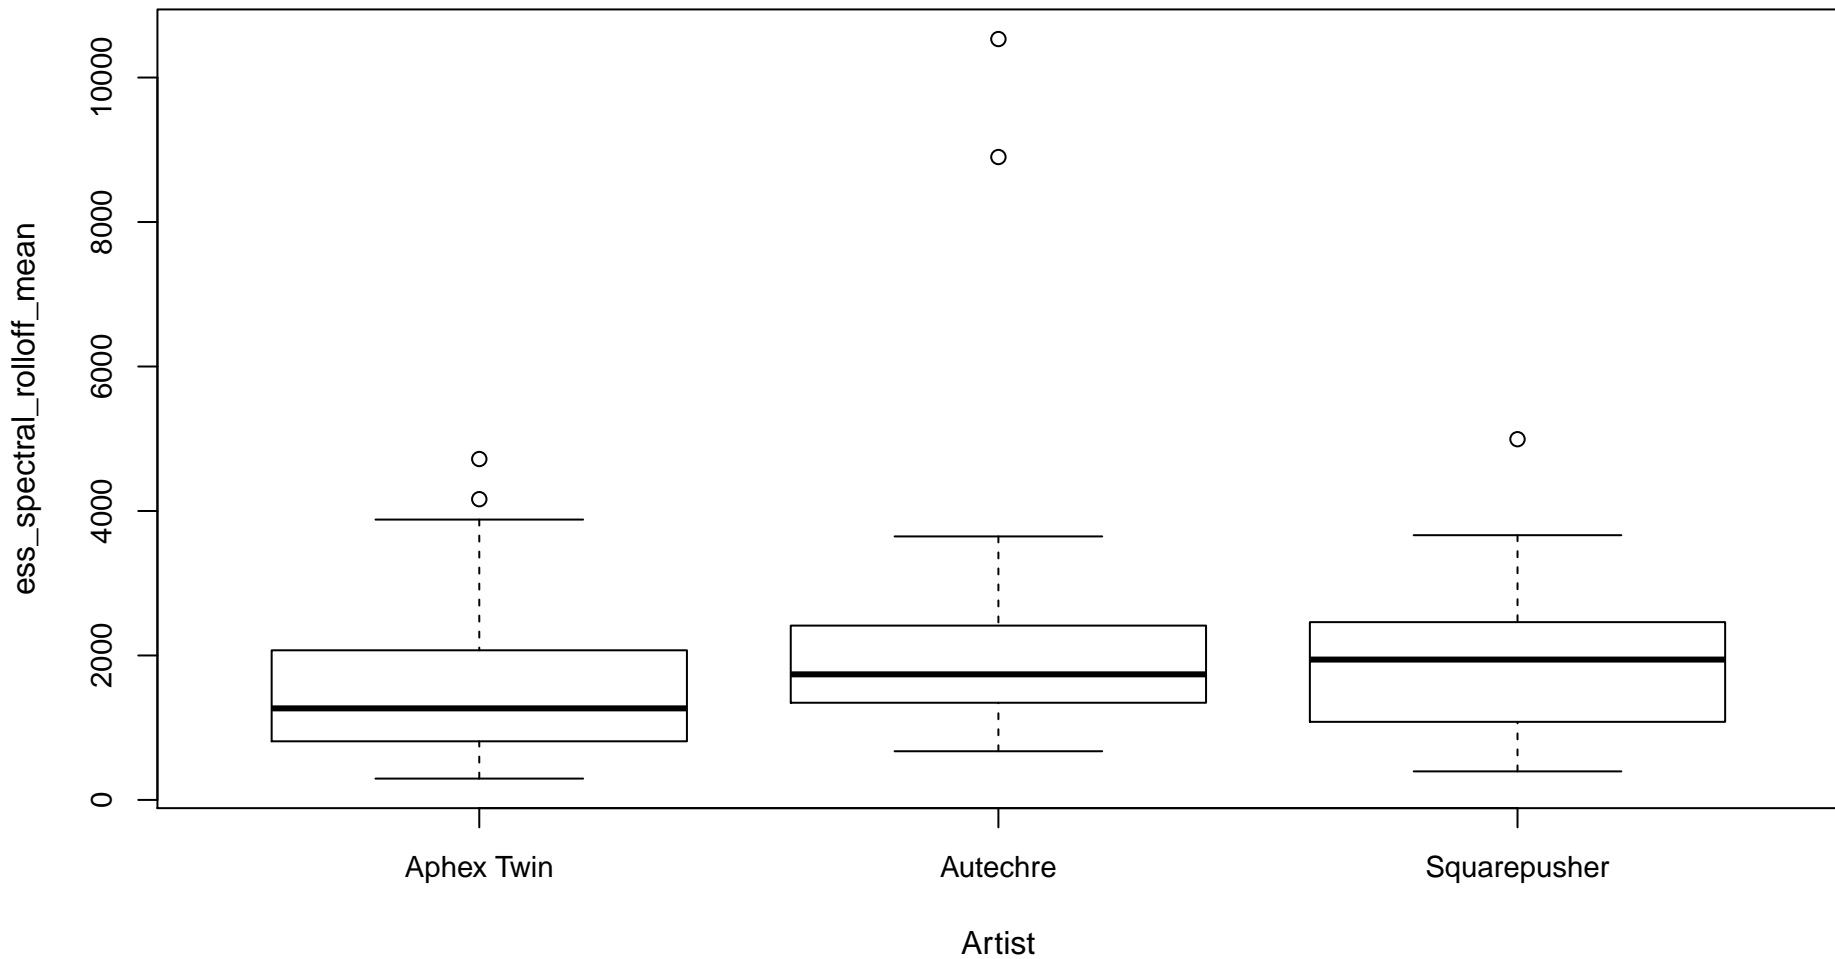 ess_spectral_rolloff_mean
10000
8000
6000
4000
2000
0
Aphex Twin
Autechre
Squarepusher
Artist